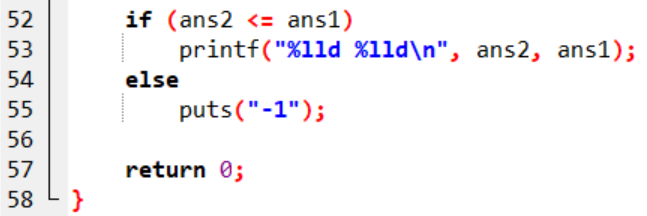 52 if (ans2 <= ans1)
53 printf("%lld %lld\n", ans2, ans1);
54 else
55 puts("-1");
56
57 return 0;
58 }